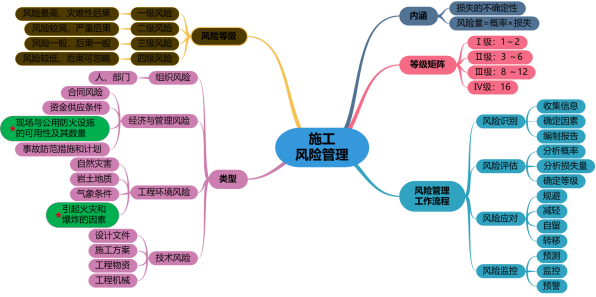 施工
风险管理
内涵
损失的不确定性
风险量=概率×损失
等级矩阵
Ⅰ级：1～2
Ⅱ级：3 ～6
Ⅲ级：8 ～12
Ⅳ级：16
风险管理
工作流程
风险识别
收集信息
确定因素
编制报告
风险评估
分析概率
分析损失量
确定等级
风险应对
规避
减轻
自留
转移
风险监控
预测
监控
预警
风险等级
风险最高、灾难性后果
一级风险
风险较高，严重后果
二级风险
风险一般，后果一般
三级风险
风险较低，后果可忽略
四级风险
类型
组织风险
人、部门
经济与管理风险
合同风险
资金供应条件
现场与公用防火设施
的可用性及其数量
事故防范措施和计划
工程环境风险
自然灾害
岩土地质
气象条件
引起火灾和
爆炸的因素
技术风险
设计文件
施工方案
工程物资
工程机械